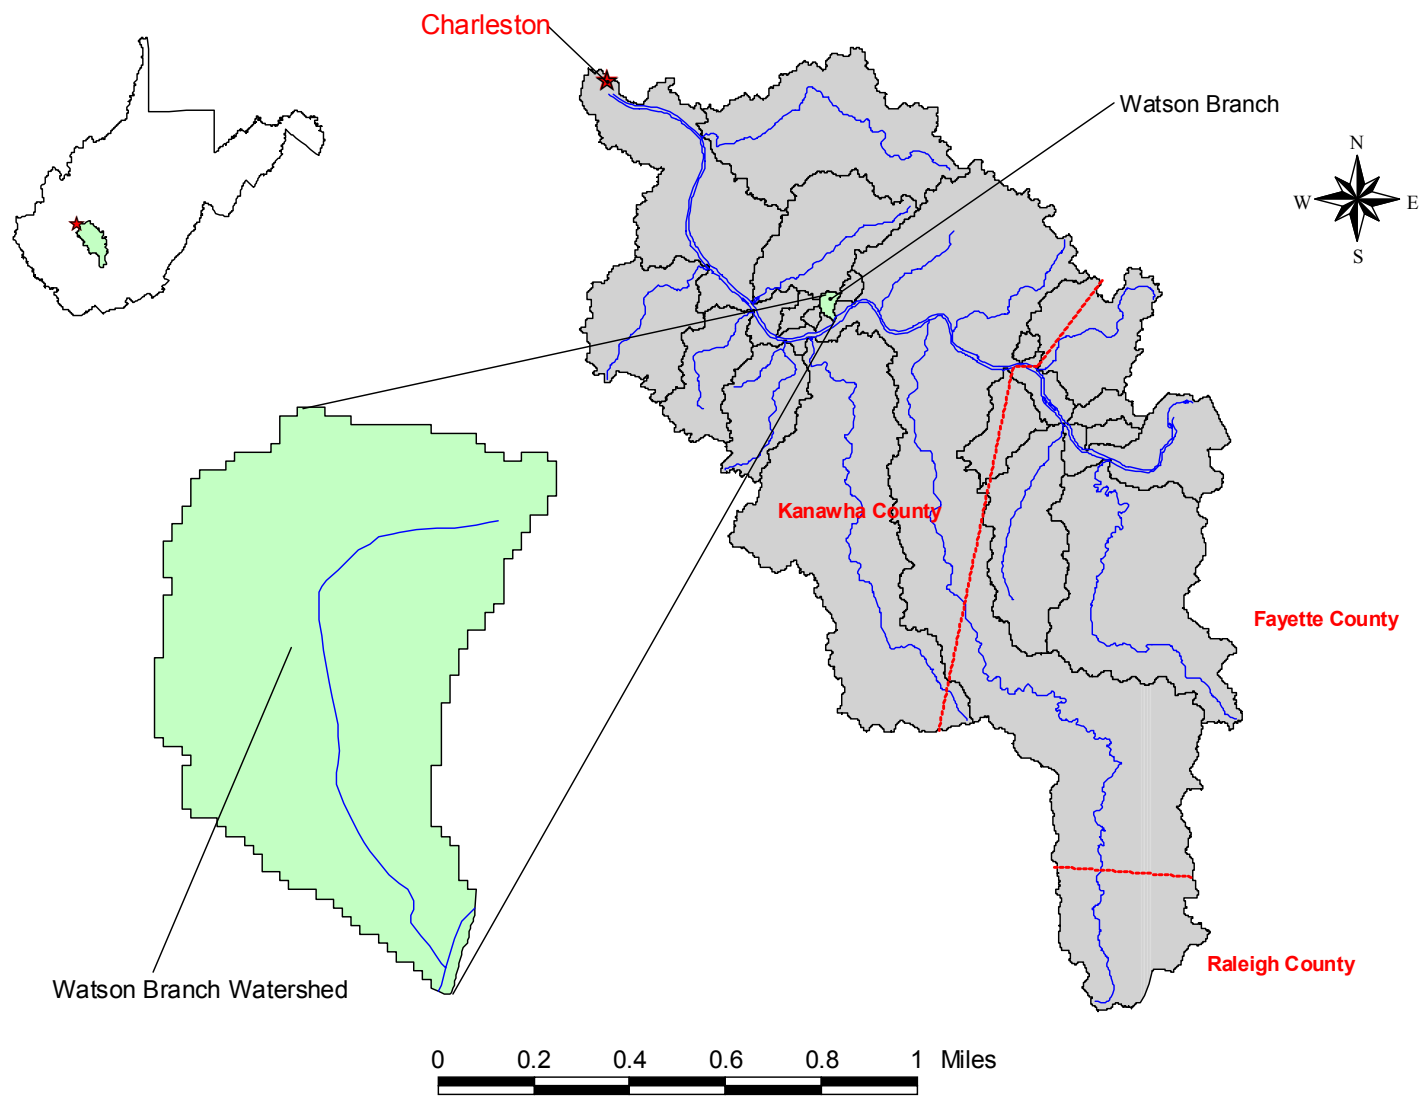 Charleston
Watson Branch
N
W E
S
Kanawha County
Fayette County
Raleigh County
Watson Branch Watershed
0 0.2 0.4 0.6 0.8 1 Miles